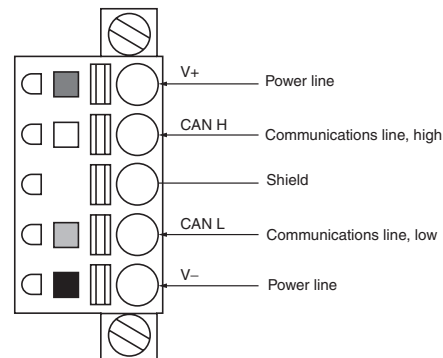 V+ Power line
CAN H Communications line, high
Shield
CAN L Communications line, low
V– Power line